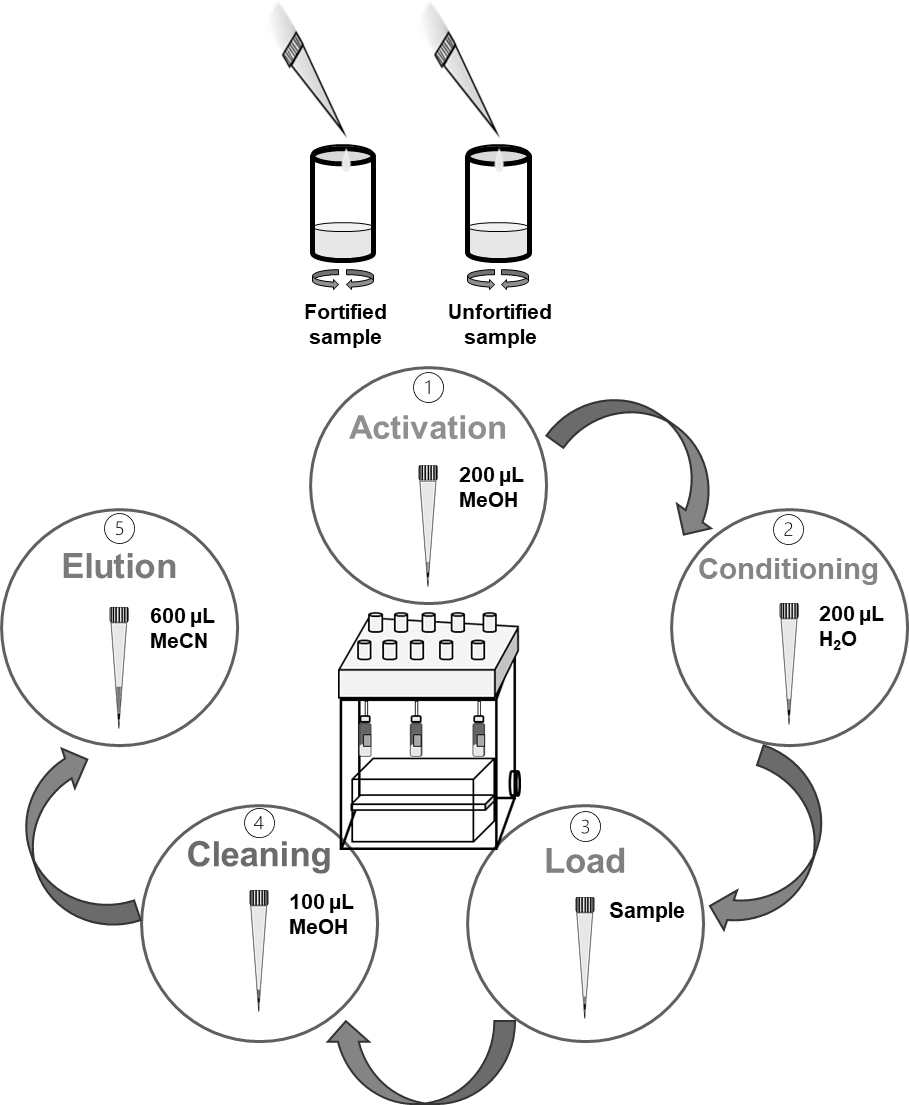 Fortified
sample
Unfortified
sample
1
Activation
200 µL
MeOH
2
Conditioning
200 µL
H₂O
3
Load
Sample
4
Cleaning
100 µL
MeOH
5
Elution
600 µL
MeCN